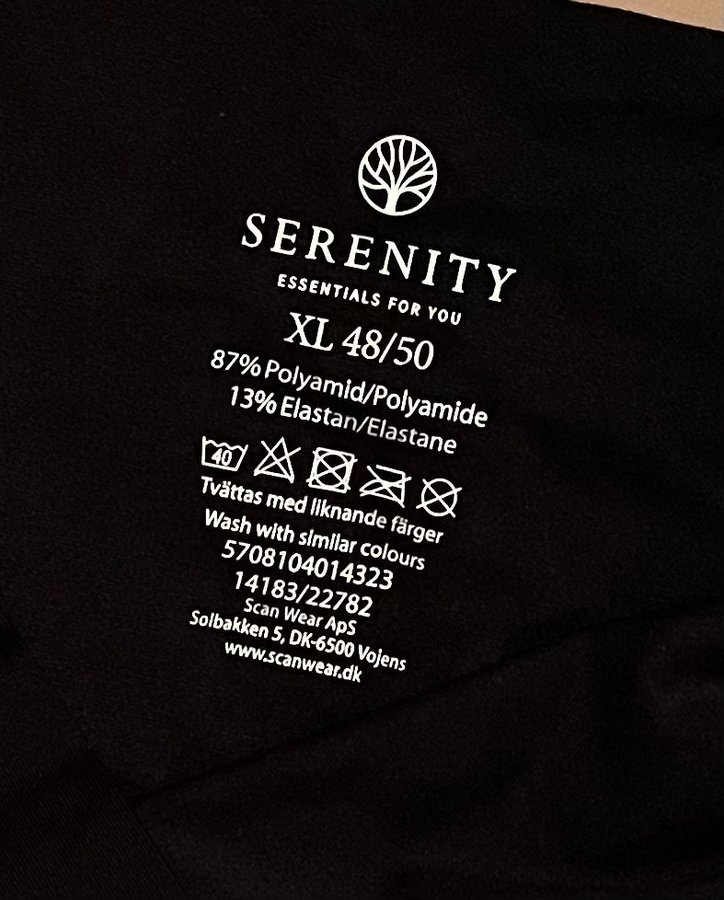 SERENITY
ESSENTIALS FOR YOU
XL 48/50
87% Polyamid/Polyamide
13% Elastan/Elastane
40
Tvättas med liknande färger
Wash with similar colours
5708104014323
14183/22782
Scan Wear ApS
Solbakken 5, DK-6500 Vojens
www.scanwear.dk